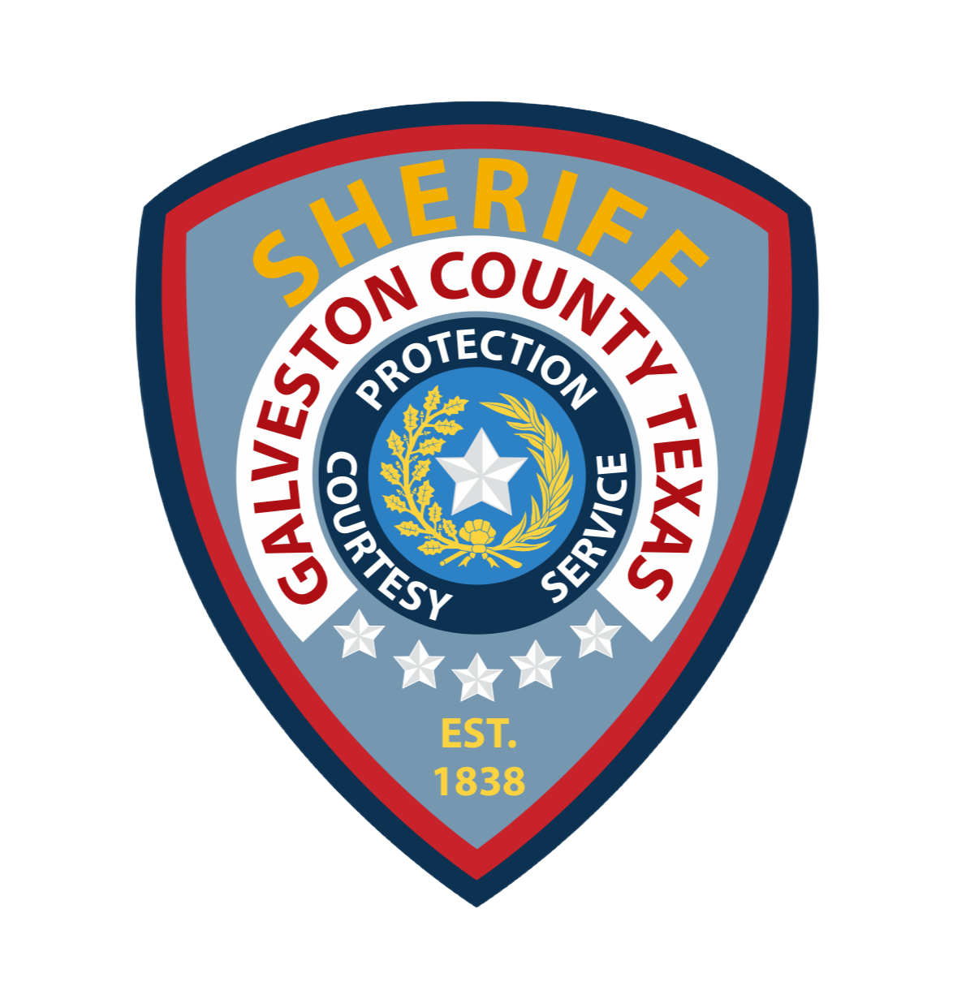 SHERIFF
GALVESTON COUNTY TEXAS
PROTECTION
COURTESY
SERVICE
EST.
1838